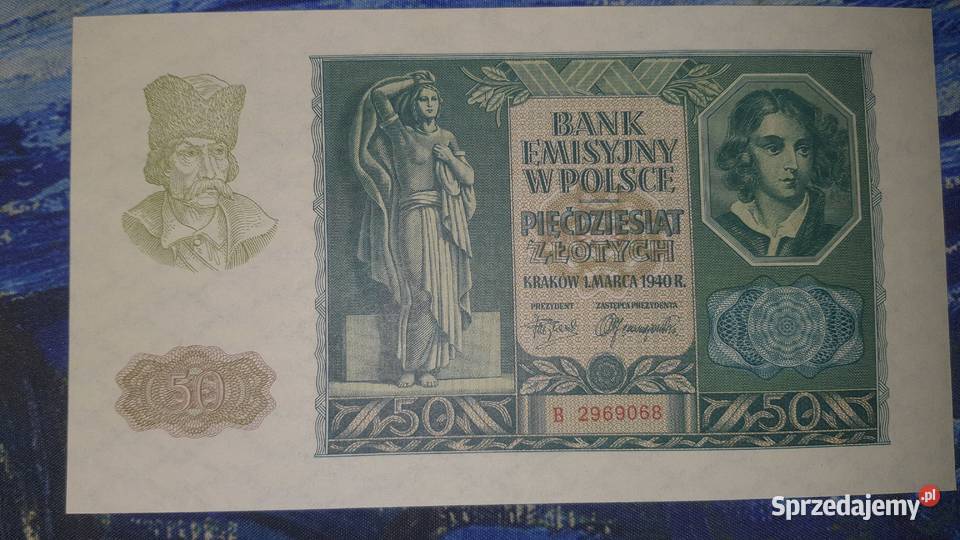 BANK
EMISYJNY
W POLSCE
PIĘĆDZIESIĄT
ZŁOTYCH
KRAKÓW 1. MARCA 1940 R.
PREZYDENT ZASTĘPCA PREZYDENTA
50
50
B 2969068
50
Sprzedajemy.pl